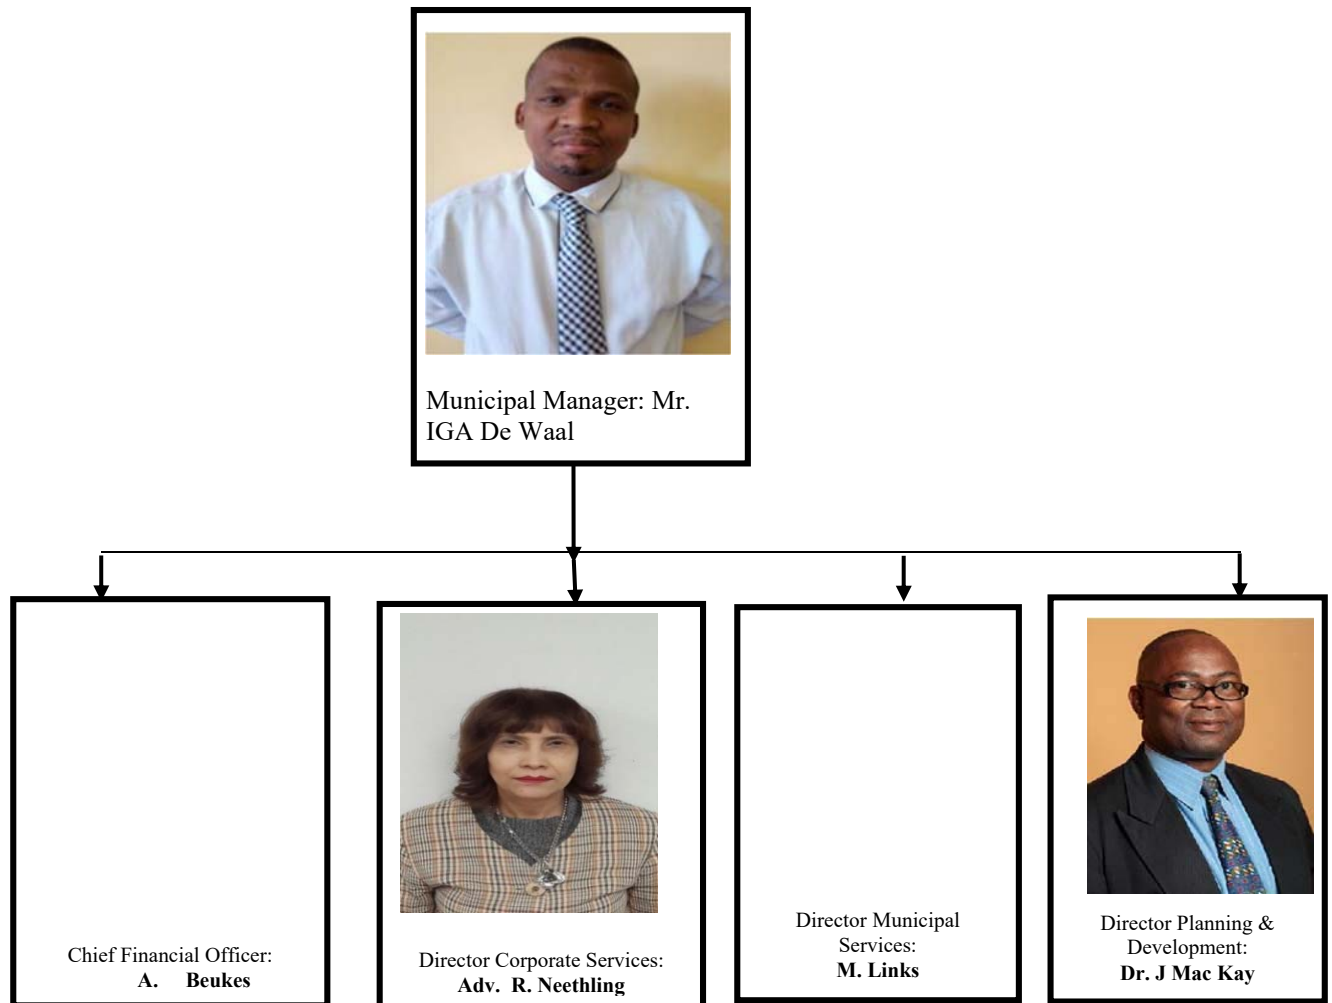 Municipal Manager: Mr.
IGA De Waal
Chief Financial Officer:
A. Beukes
Director Corporate Services:
Adv. R. Neethling
Director Municipal
Services:
M. Links
Director Planning &
Development:
Dr. J Mac Kay